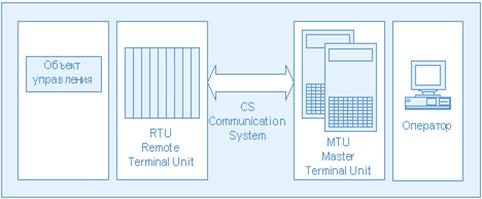 Объект
управления
RTU
Remote
Terminal Unit
CS
Communication
System
MTU
Master
Terminal Unit
Оператор